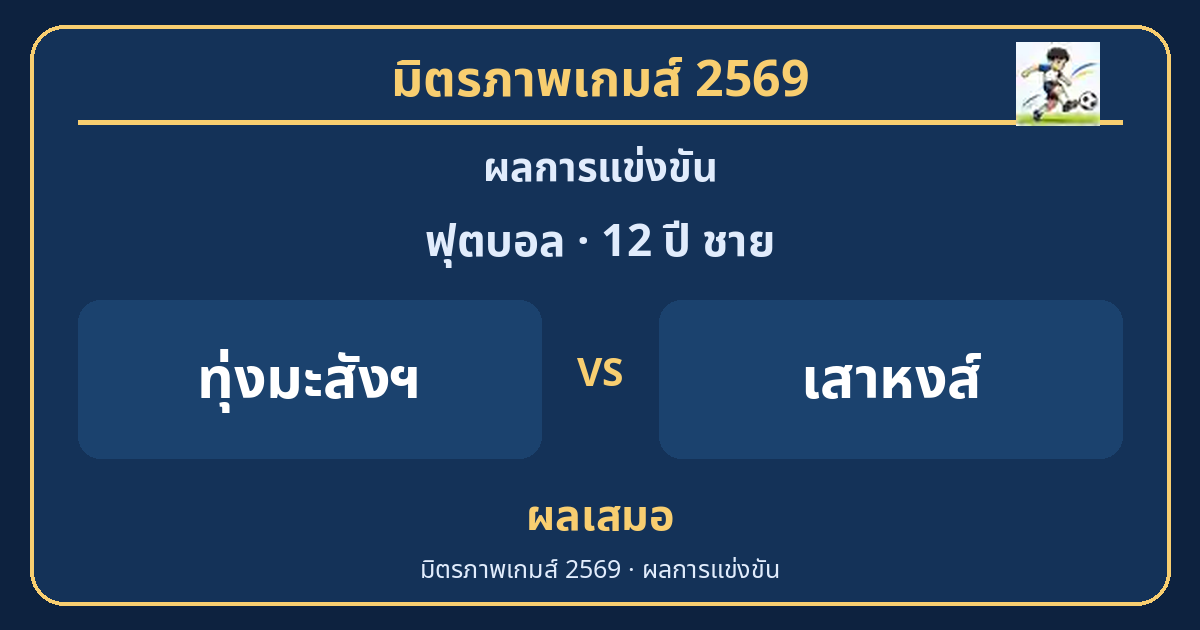 มิตรภาพเกมส์ 2569
ผลการแข่งขัน
ฟุตบอล · 12 ปี ชาย
ทุ่งมะสังฯ
VS
เสาหงส์
ผลเสมอ
มิตรภาพเกมส์ 2569 · ผลการแข่งขัน